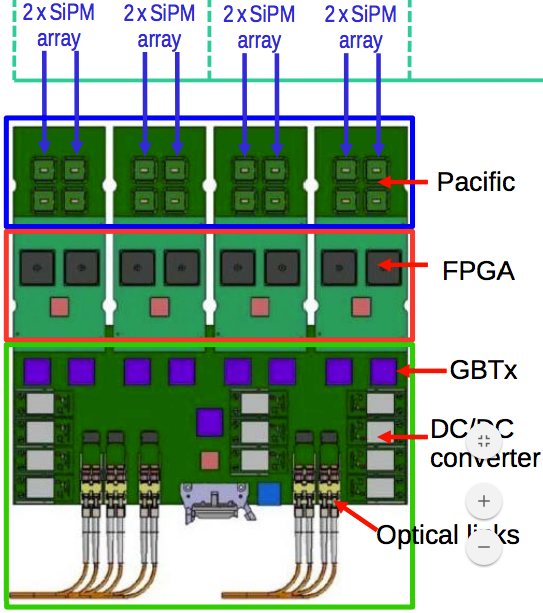 2 x SiPM 2 x SiPM 2 x SiPM 2 x SiPM
array array array array
Pacific
FPGA
GBTx
DC/DC
converter
Optical links